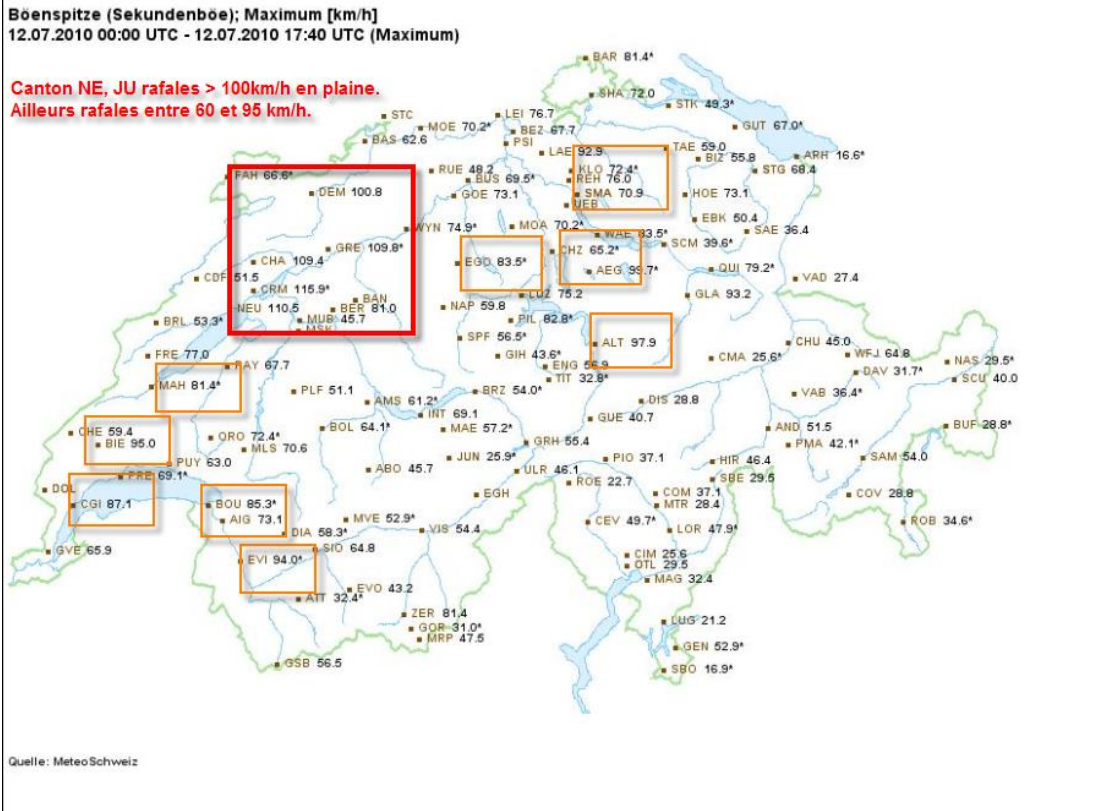 Böenspitze (Sekundenböe); Maximum [km/h]
12.07.2010 00:00 UTC - 12.07.2010 17:40 UTC (Maximum)
Canton NE, JU rafales > 100km/h en plaine.
Ailleurs rafales entre 60 et 95 km/h.
BAR 81.4*
SHA 72.0
STK 49.3*
STC
LEI 76.7
MOE 70.2*
BEZ 67.7
GUT 67.0*
BAS 62.6
PSI
LAE 92.9
TAE 59.0
BIZ 55.8
ARH 16.6*
FAH 66.6*
RUE 48.2
KLO 72.4*
STG 68.4
BUS 69.5*
REH 76.0
DEM 100.8
GOE 73.1
SMA 70.9
HOE 73.1
UEB
EBK 50.4
WYN 74.9*
MOA 70.2*
WAE 83.5*
SAE 36.4
GRE 109.8*
CHZ 65.2*
SCM 39.6*
CHA 109.4
EGO 83.5*
AEG 99.7*
QUI 79.2*
CDF 51.5
VAD 27.4
CRM 115.9*
BAN
LUZ 75.2
GLA 93.2
NEU 110.5
BER 81.0
NAP 59.8
BRL 53.3*
MUB 45.7
PIL 82.8*
MSK
SPF 56.5*
ALT 97.9
CHU 45.0
FRE 77.0
GIH 43.6*
CMA 25.6*
WFJ 64.8
PAY 67.7
ENG 56.9
NAS 29.5*
DAV 31.7*
TIT 32.8*
SCU 40.0
MAH 81.4*
PLF 51.1
BRZ 54.0*
VAB 36.4*
AMS 61.2*
DIS 28.8
INT 69.1
GUE 40.7
BUF 28.8*
CHE 59.4
BOL 64.1*
MAE 57.2*
AND 51.5
BIE 95.0
ORO 72.4*
GRH 55.4
PMA 42.1*
MLS 70.6
JUN 25.9*
PIO 37.1
SAM 54.0
PUY 63.0
ABO 45.7
ULR 46.1
HIR 46.4
PRE 69.1*
SBE 29.5
DOL
ROE 22.7
EGH
COM 37.1
COV 28.8
CGI 87.1
BOU 85.3*
MTR 28.4
AIG 73.1
MVE 52.9*
CEV 49.7*
ROB 34.6*
DIA 58.3*
VIS 54.4
LOR 47.9*
GVE 65.9
SIO 64.8
CIM 25.6
EVI 94.0*
OTL 29.5
MAG 32.4
EVO 43.2
ATT 32.4*
ZER 81.4
LUG 21.2
GOR 31.0*
MRP 47.5
GEN 52.9*
GSB 56.5
SBO 16.9*
Quelle: MeteoSchweiz